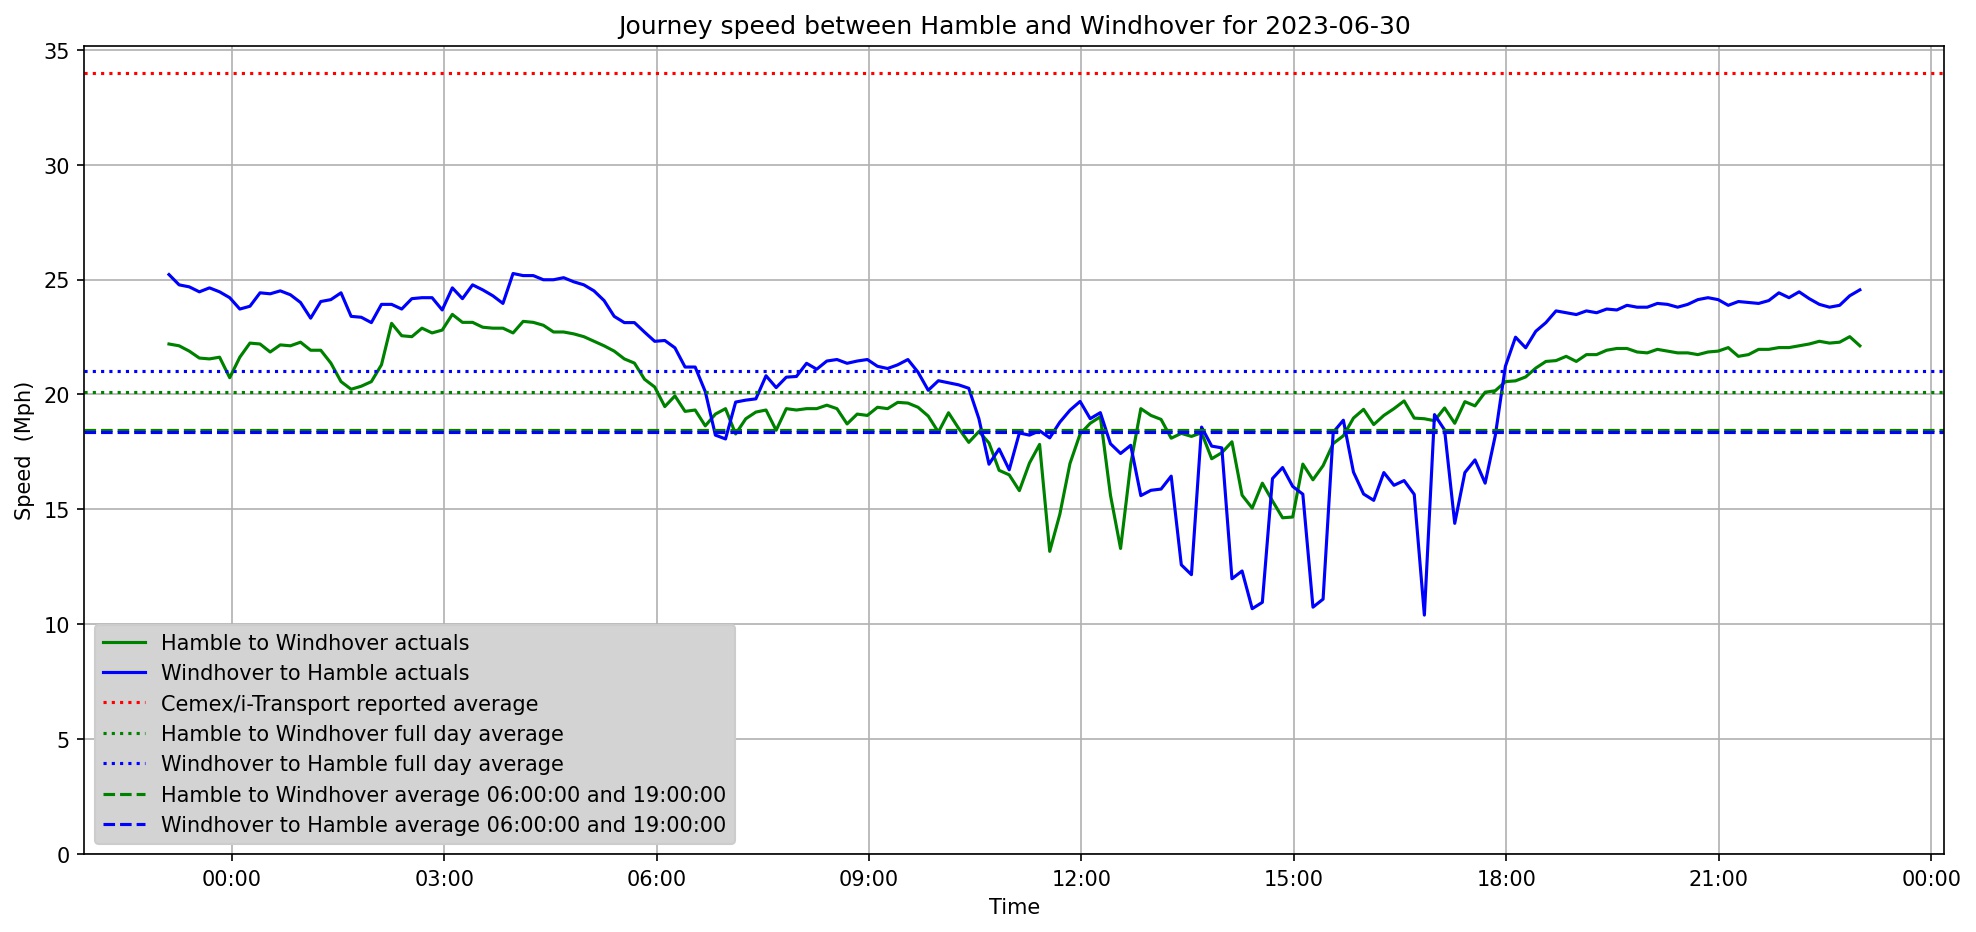 Journey speed between Hamble and Windhover for 2023-06-30
35
30
25
20
15
10
5
0
Speed (Mph)
Hamble to Windhover actuals
Windhover to Hamble actuals
Cemex/i-Transport reported average
Hamble to Windhover full day average
Windhover to Hamble full day average
Hamble to Windhover average 06:00:00 and 19:00:00
Windhover to Hamble average 06:00:00 and 19:00:00
00:00 03:00 06:00 09:00 12:00 15:00 18:00 21:00 00:00
Time